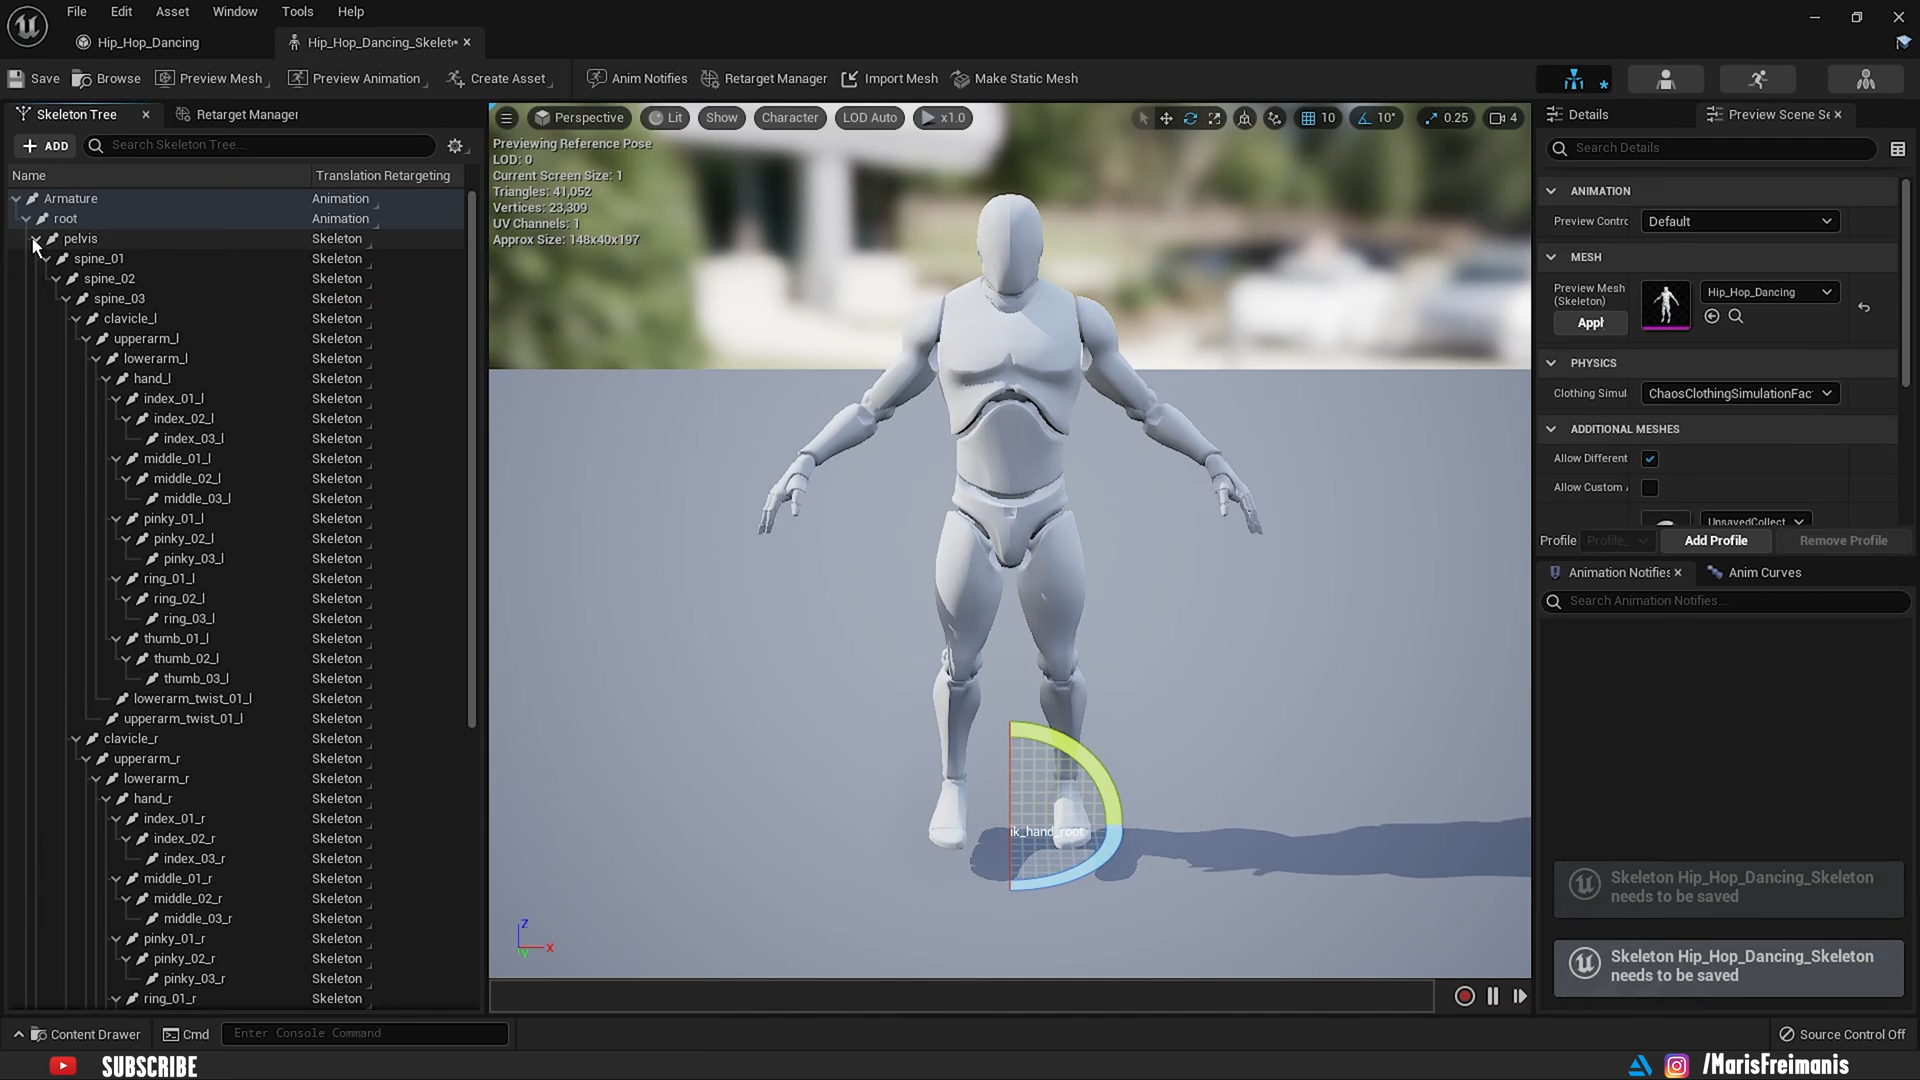 File Edit Asset Window Tools Help
Hip_Hop_Dancing
Hip_Hop_Dancing_Skelet•
Save Browse Preview Mesh Preview Animation Create Asset Anim Notifies Retarget Manager Import Mesh Make Static Mesh
Skeleton Tree
Retarget Manager
ADD
Search Skeleton Tree...
Name Translation Retargeting
Armature Animation
root Animation
pelvis Skeleton
spine_01 Skeleton
spine_02 Skeleton
spine_03 Skeleton
clavicle_l Skeleton
upperarm_l Skeleton
lowerarm_l Skeleton
hand_l Skeleton
index_01_l Skeleton
index_02_l Skeleton
index_03_l Skeleton
middle_01_l Skeleton
middle_02_l Skeleton
middle_03_l Skeleton
pinky_01_l Skeleton
pinky_02_l Skeleton
pinky_03_l Skeleton
ring_01_l Skeleton
ring_02_l Skeleton
ring_03_l Skeleton
thumb_01_l Skeleton
thumb_02_l Skeleton
thumb_03_l Skeleton
lowerarm_twist_01_l Skeleton
upperarm_twist_01_l Skeleton
clavicle_r Skeleton
upperarm_r Skeleton
lowerarm_r Skeleton
hand_r Skeleton
index_01_r Skeleton
index_02_r Skeleton
index_03_r Skeleton
middle_01_r Skeleton
middle_02_r Skeleton
middle_03_r Skeleton
pinky_01_r Skeleton
pinky_02_r Skeleton
pinky_03_r Skeleton
ring_01_r Skeleton
Perspective Lit Show Character LOD Auto x1.0 10 10° 0.25 4
Previewing Reference Pose
LOD: 0
Current Screen Size: 1
Triangles: 41,052
Vertices: 23,309
UV Channels: 1
Approx Size: 148x40x197
ik_hand_root
Z
X
Y
Details
Preview Scene Se
Search Details
ANIMATION
Preview Contrc Default
MESH
Preview Mesh
(Skeleton)
Hip_Hop_Dancing
Appl
PHYSICS
Clothing Simul ChaosClothingSimulationFac
ADDITIONAL MESHES
Allow Different
Allow Custom
UnsavedCollect
Profile Profile_ Add Profile Remove Profile
Animation Notifies
Anim Curves
Search Animation Notifies...
Skeleton Hip_Hop_Dancing_Skeleton
needs to be saved
Skeleton Hip_Hop_Dancing_Skeleton
needs to be saved
Content Drawer Cmd Enter Console Command Source Control Off
SUBSCRIBE
/MarisFreimanis